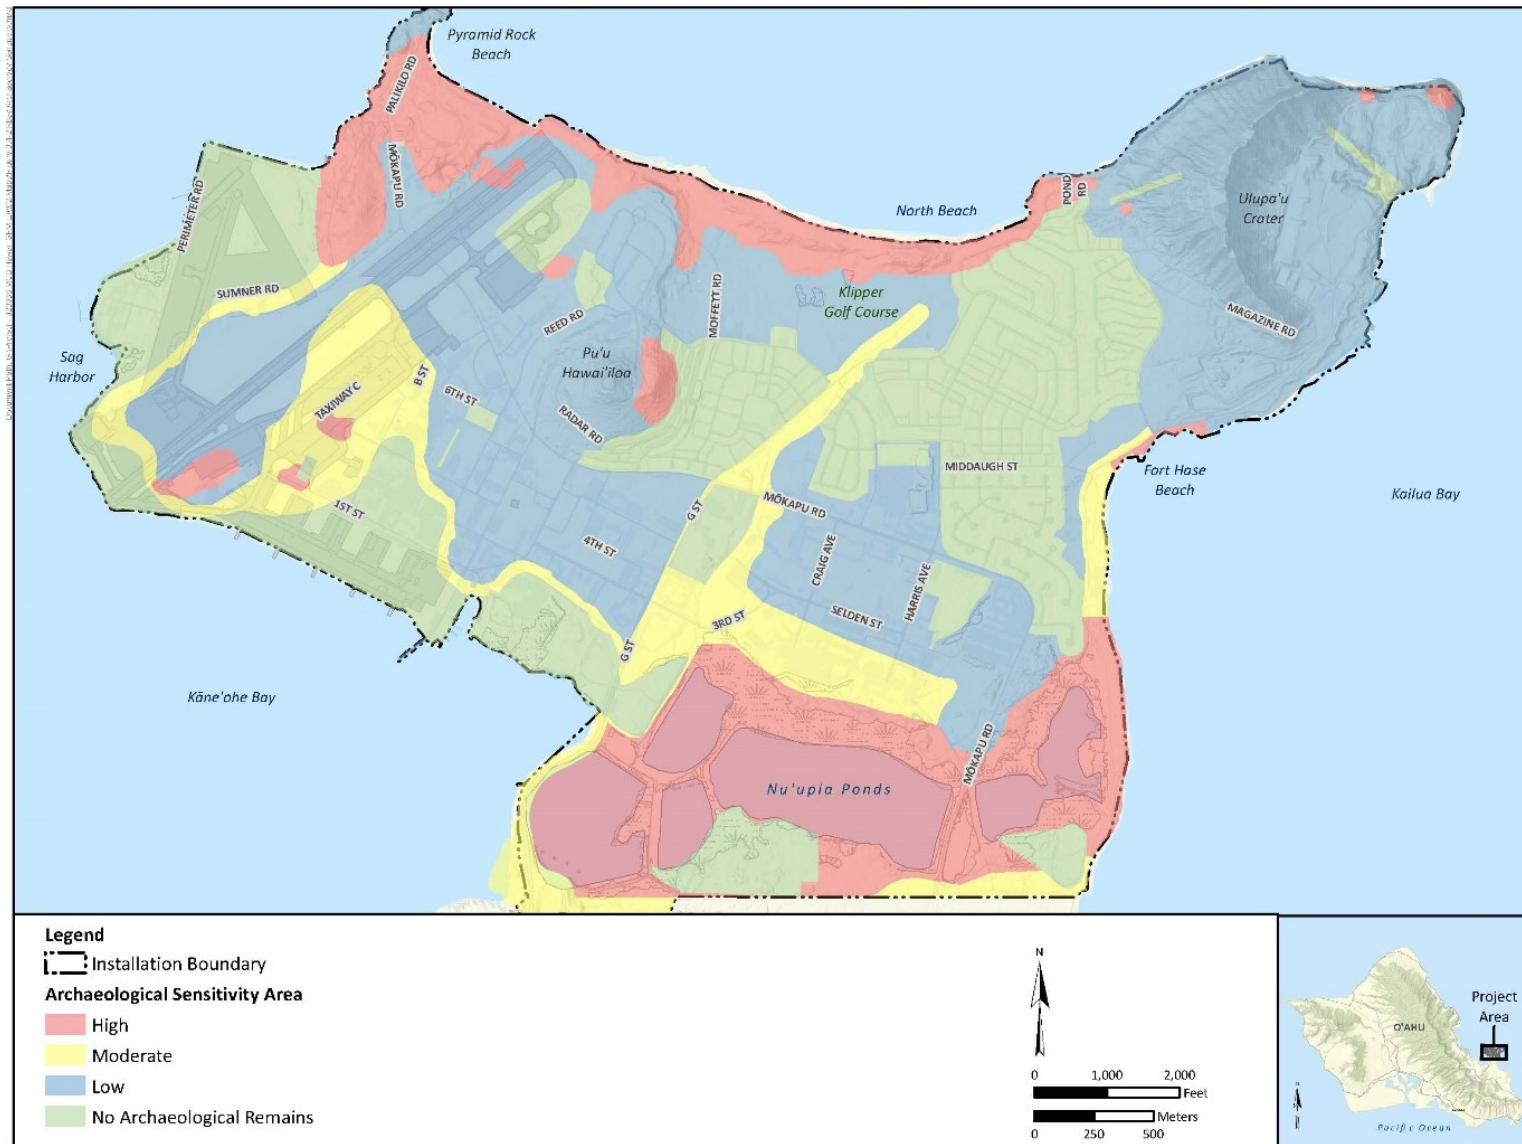 Pyramid Rock
Beach
PALIKILO RD
MŌKAPU RD
PERIMETER RD
SUMNER RD
Sag
Harbor
TAXIWAY C
B ST
6TH ST
1ST ST
REED RD
Pu'u
Hawai'iloa
RADAR RD
MOFFETT RD
North Beach
Klipper
Golf Course
POND
RD
Ulupa'u
Crater
MAGAZINE RD
MIDDAUGH ST
Fort Hase
Beach
Kailua Bay
G ST
MŌKAPU RD
4TH ST
CRAIG AVE
HARRIS AVE
SELDEN ST
3RD ST
G ST
Kāne'ohe Bay
MŌKAPU RD
Nu'upia Ponds
Legend
Installation Boundary
Archaeological Sensitivity Area
High
Moderate
Low
No Archaeological Remains
N
0 1,000 2,000
Feet
Meters
0 250 500
Project
Area
O'AHU
Pacific Ocean